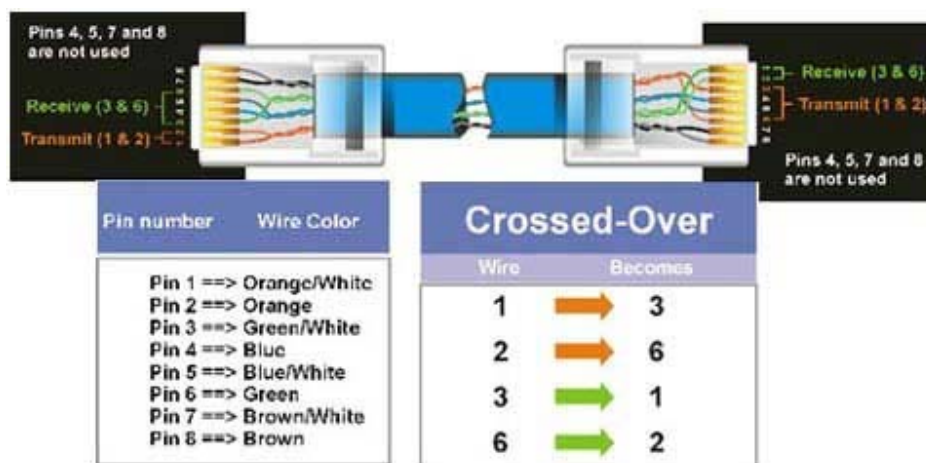 Pins 4, 5, 7 and 8
are not used
Receive (3 & 6)
Transmit (1 & 2)
Receive (3 & 6)
Transmit (1 & 2)
Pins 4, 5, 7 and 8
are not used
Pin number Wire Color
Pin 1 ==> Orange/White
Pin 2 ==> Orange
Pin 3 ==> Green/White
Pin 4 ==> Blue
Pin 5 ==> Blue/White
Pin 6 ==> Green
Pin 7 ==> Brown/White
Pin 8 ==> Brown
Crossed-Over
Wire Becomes
1 3
2 6
3 1
6 2